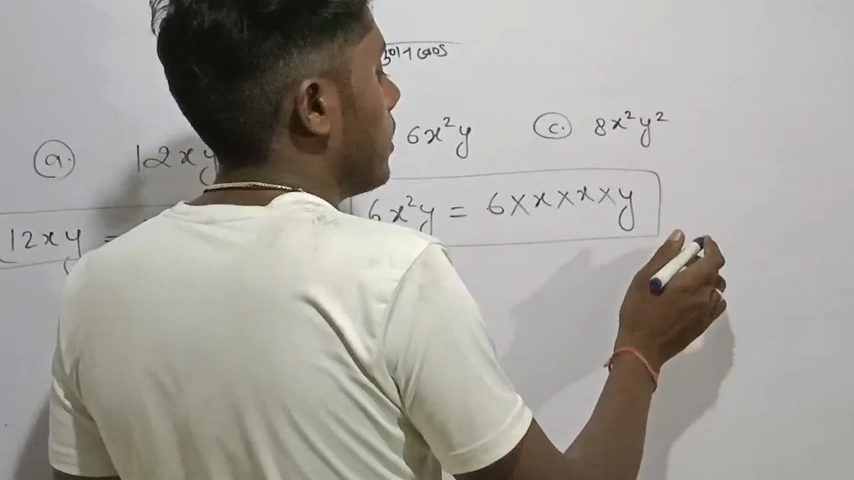 ⓐ. 12xy 6x²y ⓒ. 8x²y²
12xy = 6x²y = 6×x×x×y